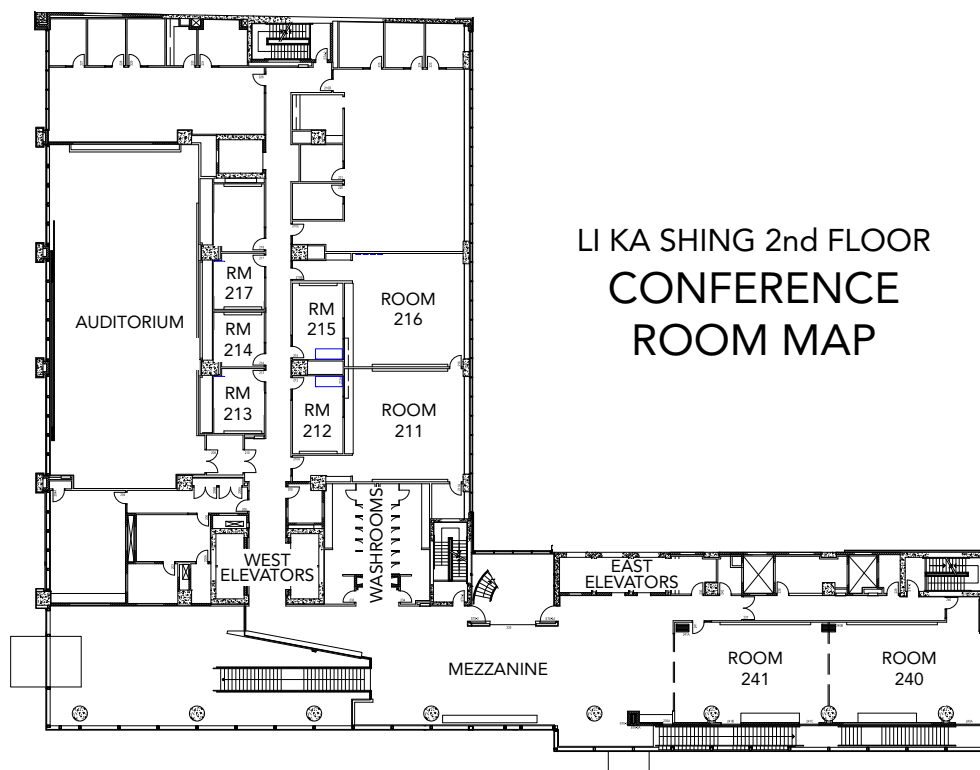 LI KA SHING 2nd FLOOR
CONFERENCE
ROOM MAP
AUDITORIUM
RM
217
RM
214
RM
213
RM
215
RM
212
ROOM
216
ROOM
211
WEST
ELEVATORS
WASHROOMS
EAST
ELEVATORS
MEZZANINE
ROOM
241
ROOM
240